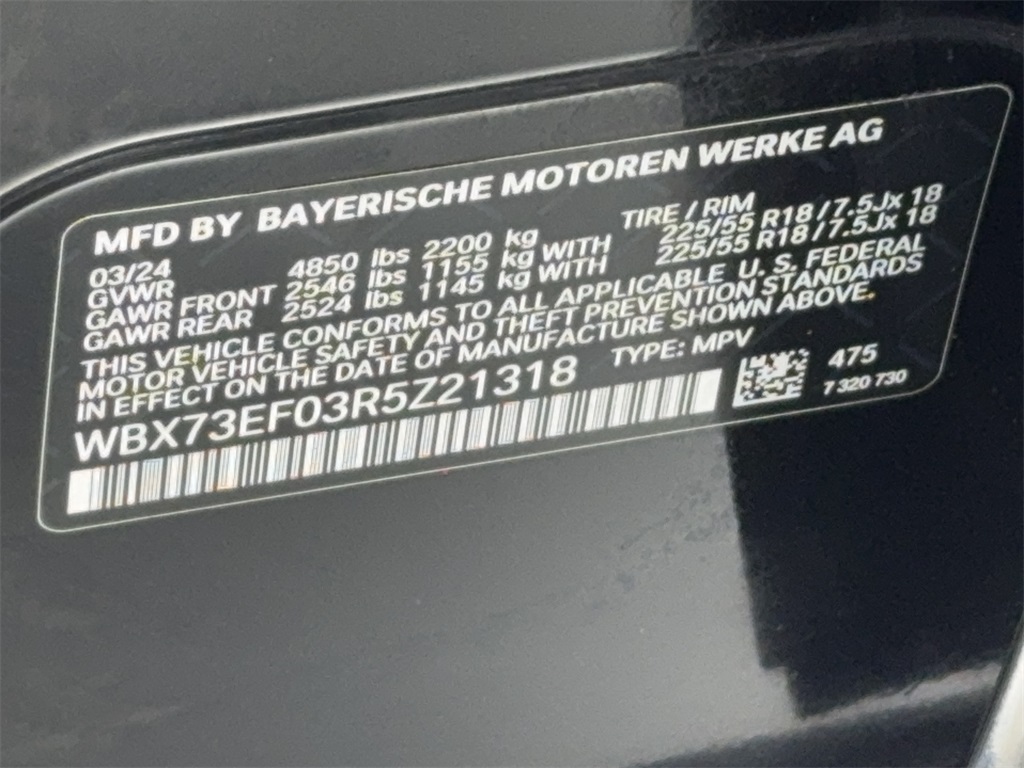 MFD BY BAYERISCHE MOTOREN WERKE AG
03/24 TIRE / RIM
GVWR 4850 lbs 2200 kg
GAWR FRONT 2546 lbs 1155 kg WITH 225/55 R18 / 7.5Jx 18
GAWR REAR 2524 lbs 1145 kg WITH 225/55 R18 / 7.5Jx 18
THIS VEHICLE CONFORMS TO ALL APPLICABLE U. S. FEDERAL
MOTOR VEHICLE SAFETY AND THEFT PREVENTION STANDARDS
IN EFFECT ON THE DATE OF MANUFACTURE SHOWN ABOVE.
WBX73EF03R5Z21318 TYPE: MPV
475
7 320 730